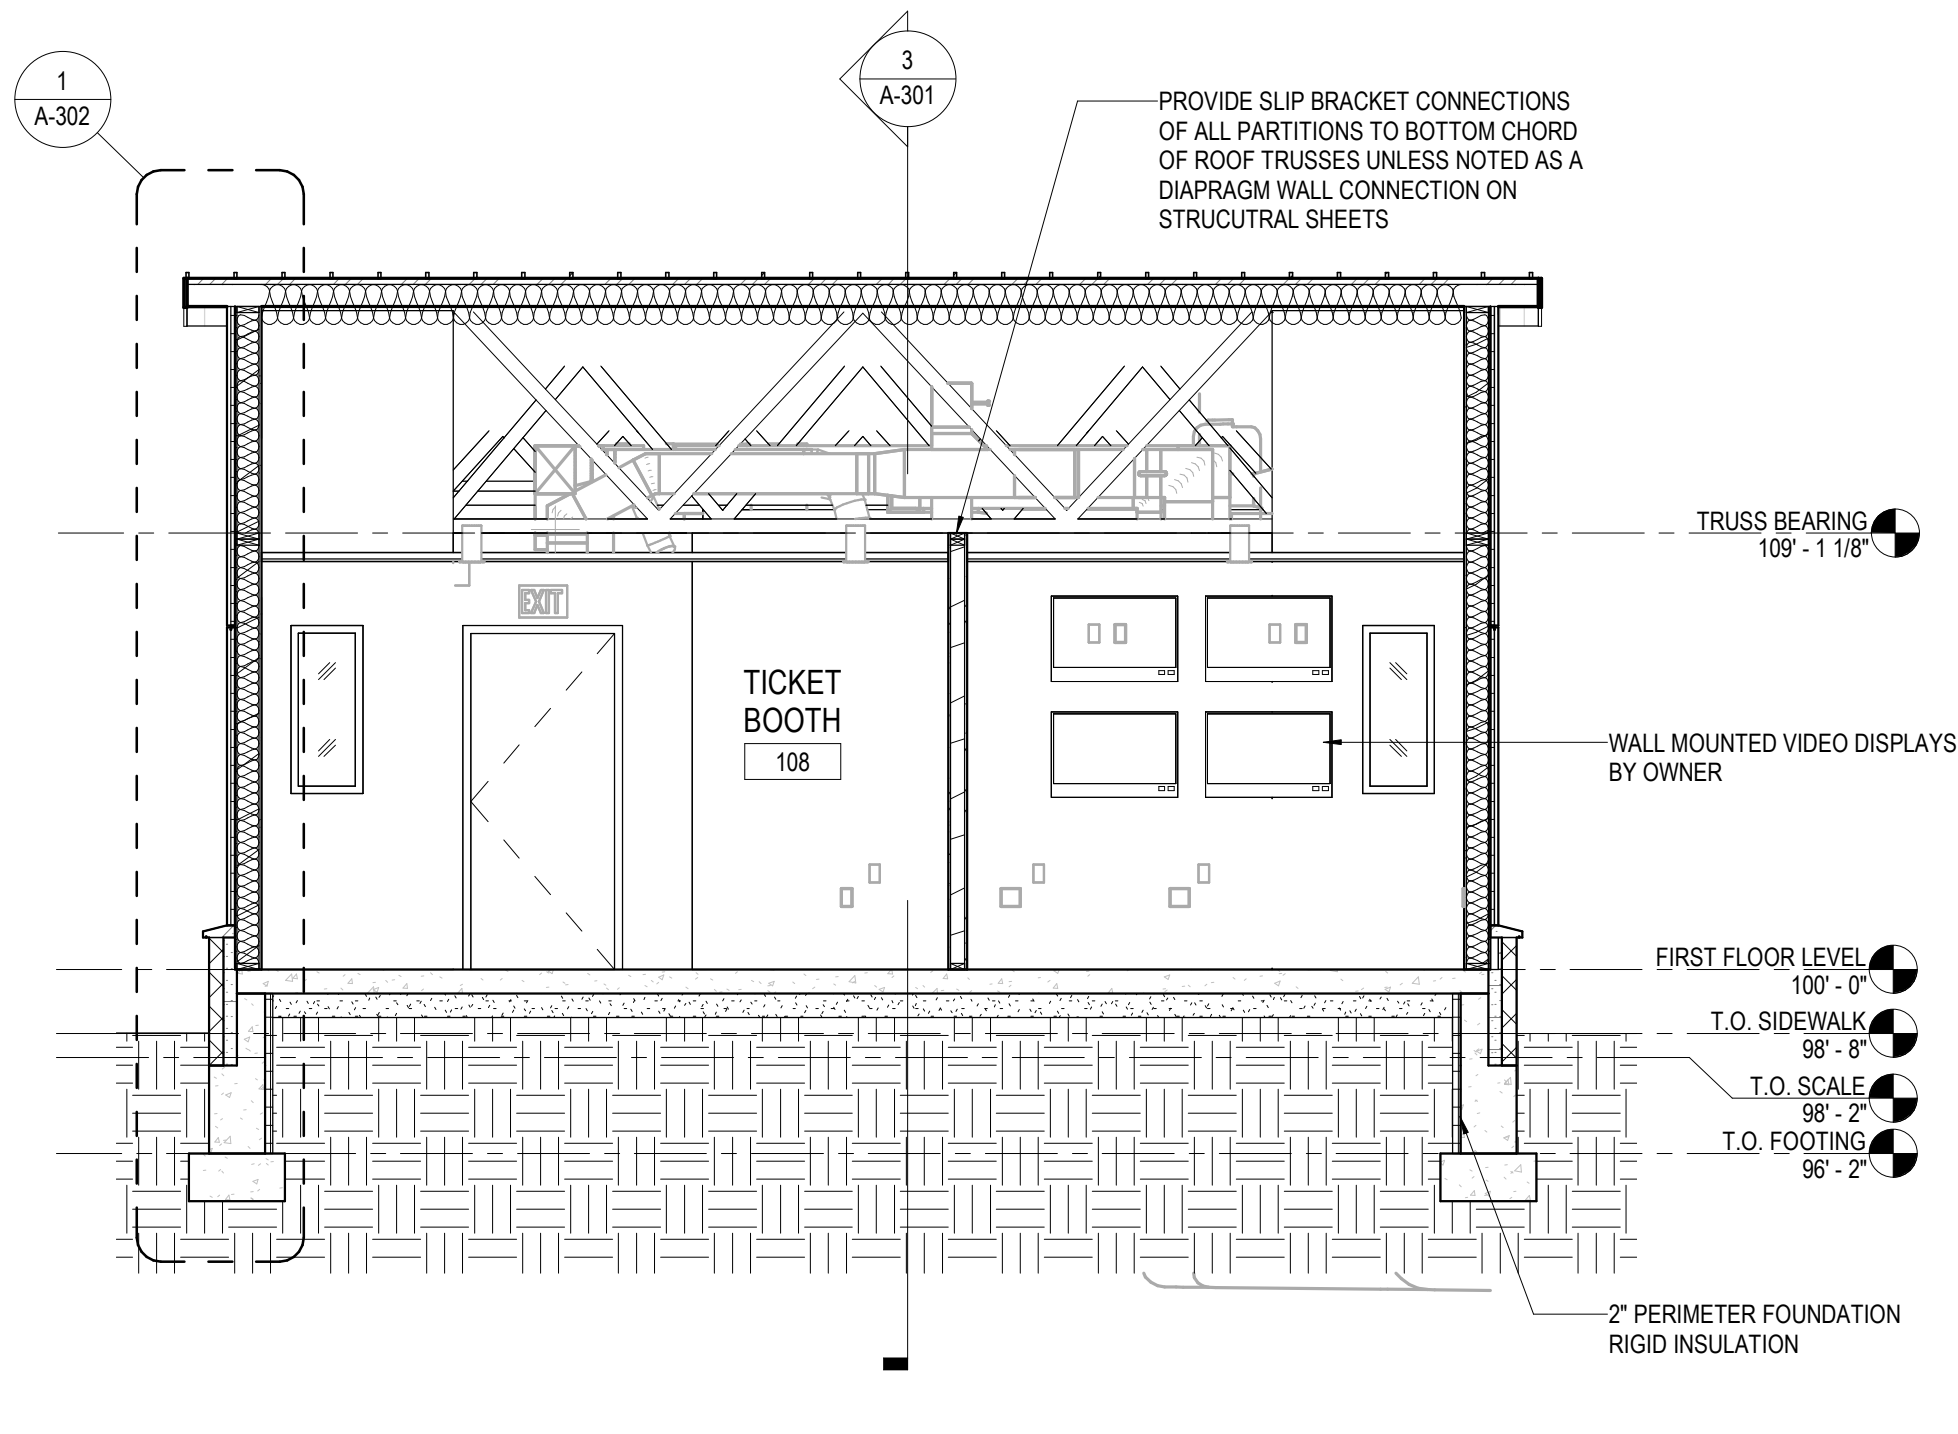 1
A-302
3
A-301
PROVIDE SLIP BRACKET CONNECTIONS
OF ALL PARTITIONS TO BOTTOM CHORD
OF ROOF TRUSSES UNLESS NOTED AS A
DIAPRAGM WALL CONNECTION ON
STRUCUTRAL SHEETS
TRUSS BEARING
109' - 1 1/8"
EXIT
TICKET
BOOTH
108
WALL MOUNTED VIDEO DISPLAYS
BY OWNER
FIRST FLOOR LEVEL
100' - 0"
T.O. SIDEWALK
98' - 8"
T.O. SCALE
98' - 2"
T.O. FOOTING
96' - 2"
2" PERIMETER FOUNDATION
RIGID INSULATION